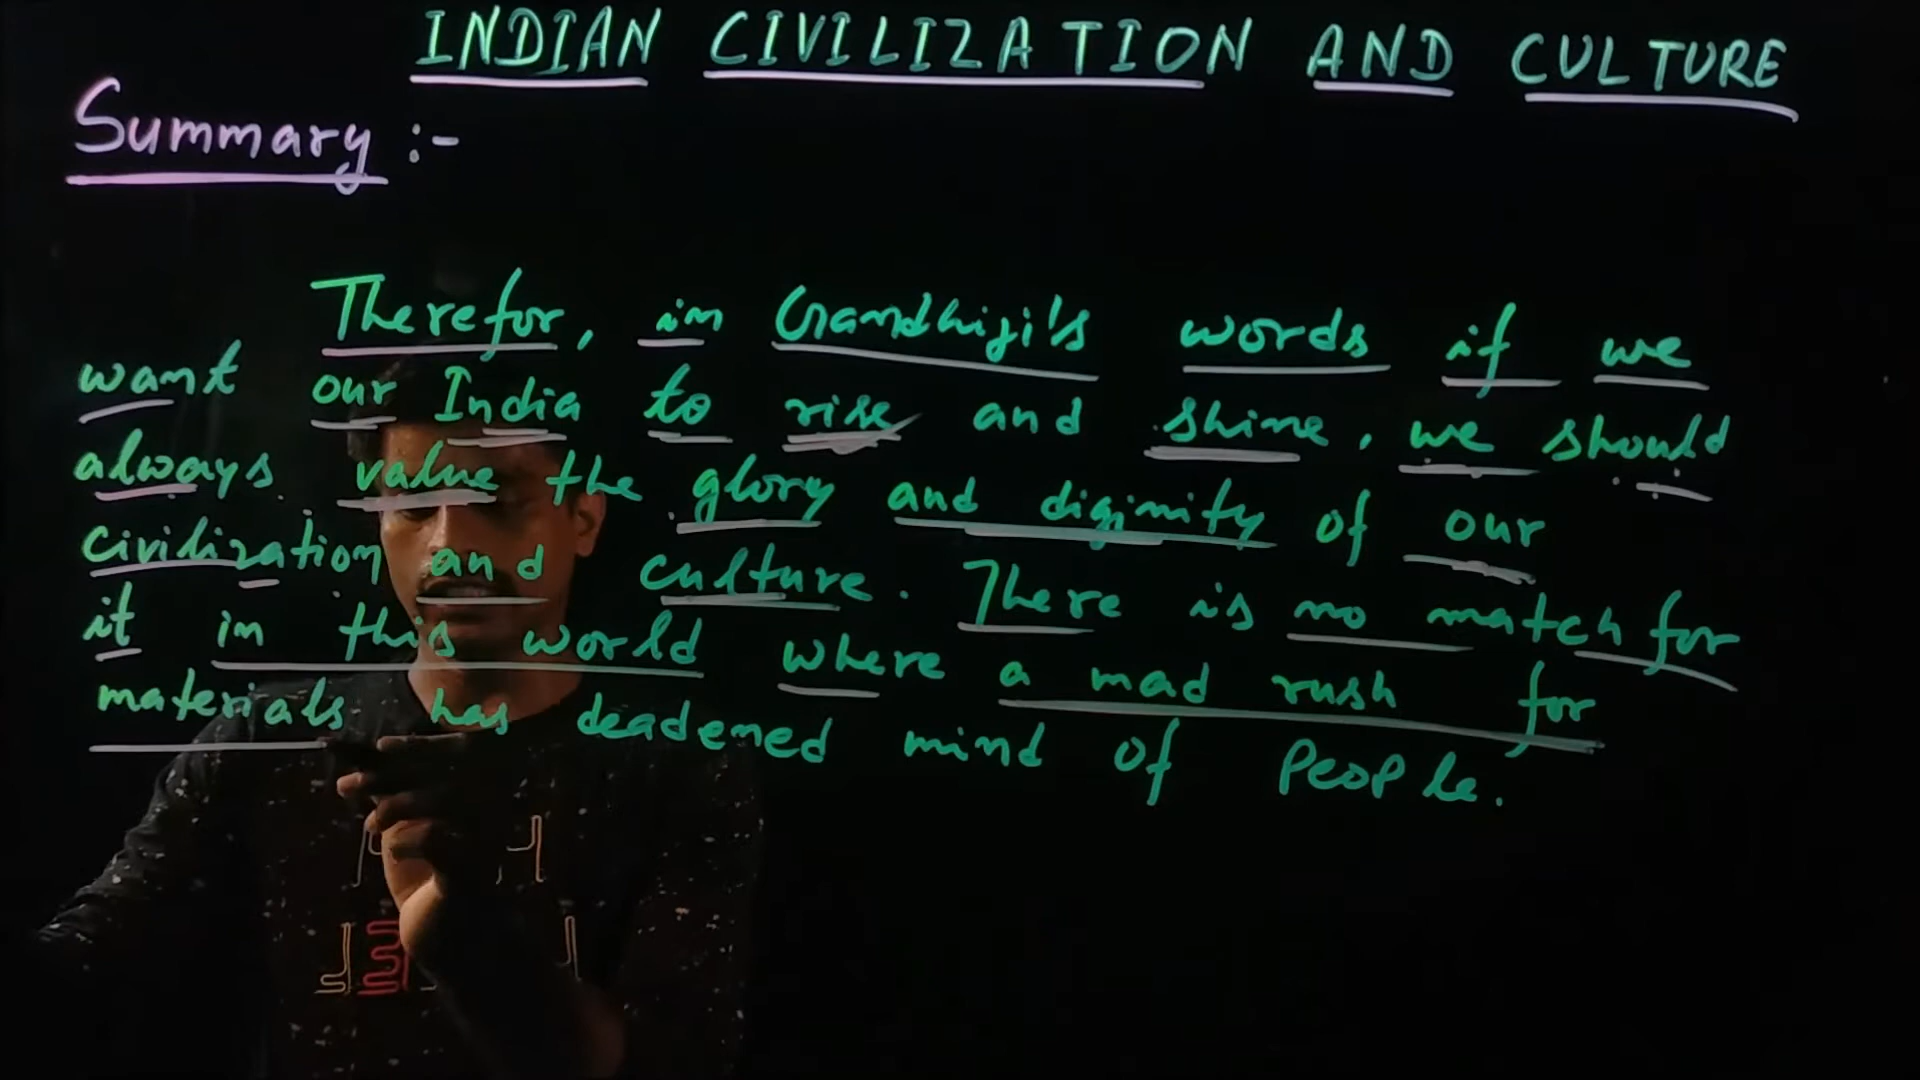 INDIAN CIVILIZATION AND CULTURE
Summary :-
Therefor, in Gandhiji's words if we
want our India to rise and shine, we should
always value the glory and diginity of our
civilization and culture. There is no match for
it in this world where a mad rush for
materials has deadened mind of people.